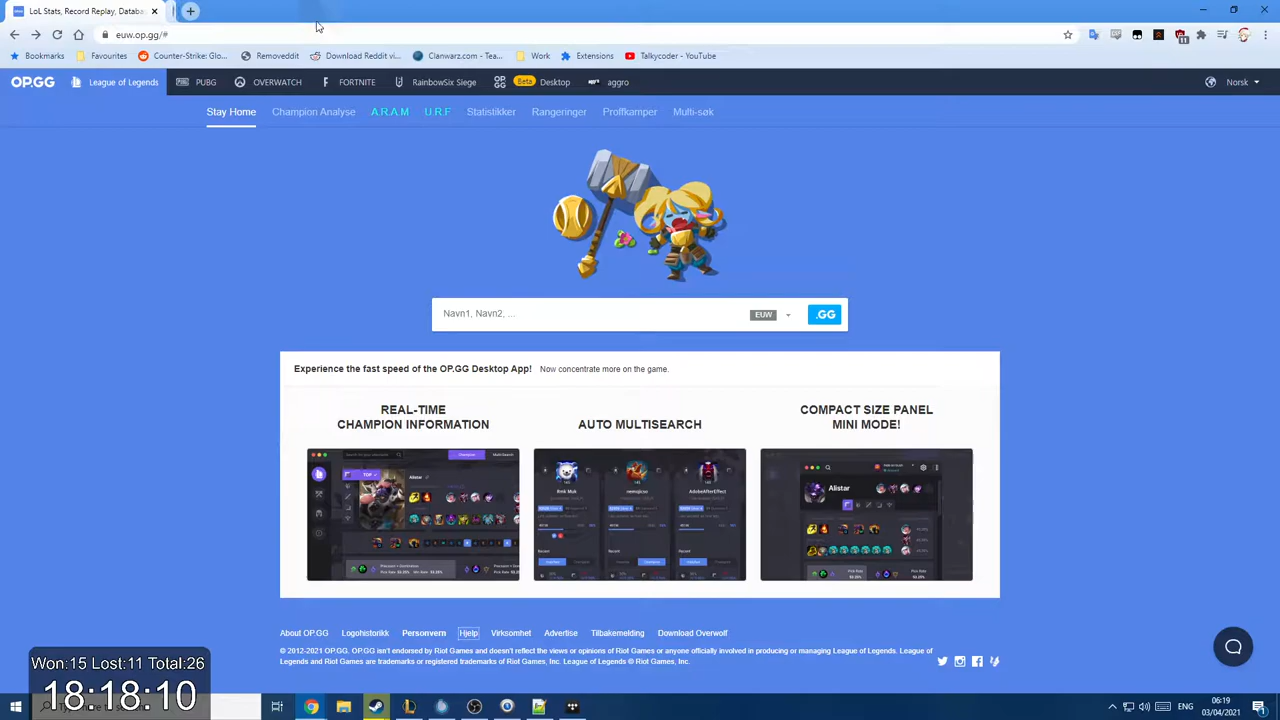 LoL Stats, Record Replay, Databa
euw.op.gg/#
11
Bookmarks Favourites Counter-Strike: Glo... Removeddit Download Reddit vi... Clanwarz.com - Tea... Work Extensions Talkycoder - YouTube
OP.GG League of Legends PUBG OVERWATCH FORTNITE RainbowSix Siege OP GG Beta Desktop aggro Norsk
Stay Home Champion Analyse A.R.A.M U.R.F Statistikker Rangeringer Proffkamper Multi-søk
Navn1, Navn2, ... EUW .GG
Experience the fast speed of the OP.GG Desktop App! Now concentrate more on the game.
REAL-TIME
CHAMPION INFORMATION
AUTO MULTISEARCH
COMPACT SIZE PANEL
MINI MODE!
TOP
Alistar
AdobeAfterEffect
Recent
Alistar
About OP.GG Logohistorikk Personvern Hjelp Virksomhet Advertise Tilbakemelding Download Overwolf
© 2012-2021 OP.GG. OP.GG isn't endorsed by Riot Games and doesn't reflect the views or opinions of Riot Games or anyone officially involved in producing or managing League of
Legends and Riot Games are trademarks or registered trademarks of Riot Games, Inc. League of Legends © Riot Games, Inc.
Won:15 Lost:11 Total:26
8:18:10
ENG
06:19
03/04/2021